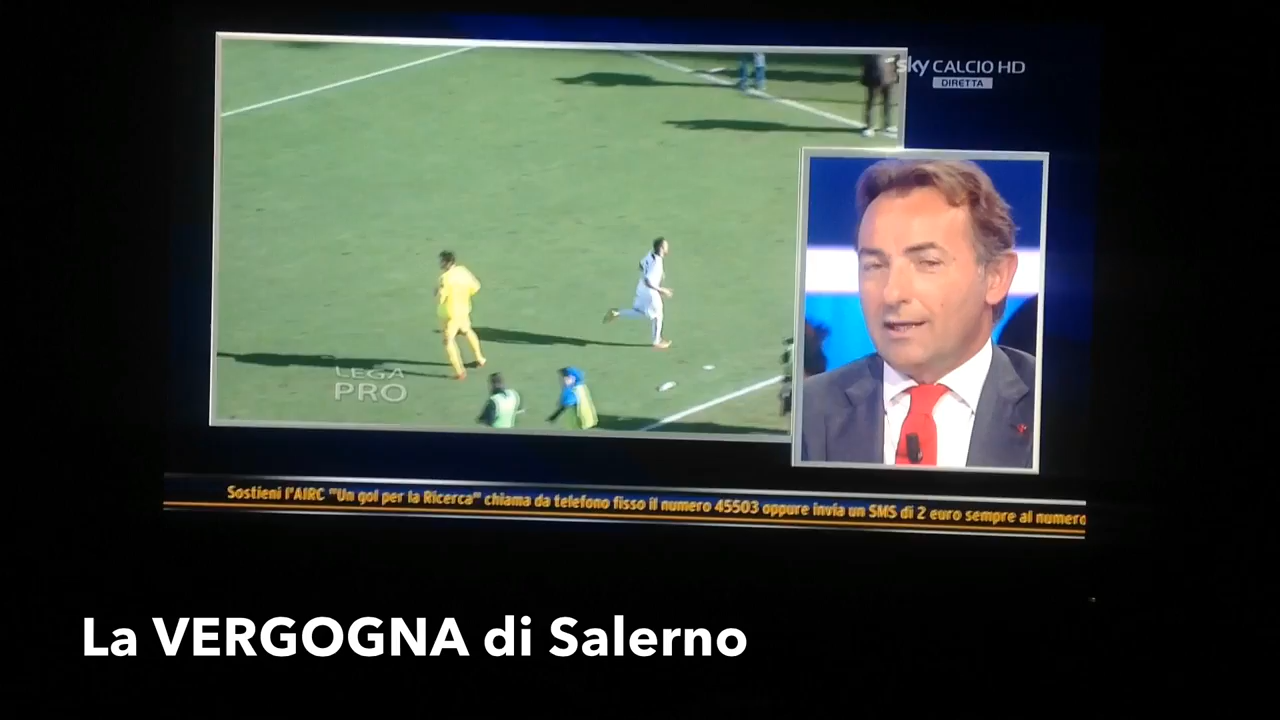 sky CALCIO HD
DIRETTA
LEGA
PRO
Sostieni l'AIRC "Un gol per la Ricerca" chiama da telefono fisso il numero 45503 oppure invia un SMS di 2 euro sempre al numero
La VERGOGNA di Salerno